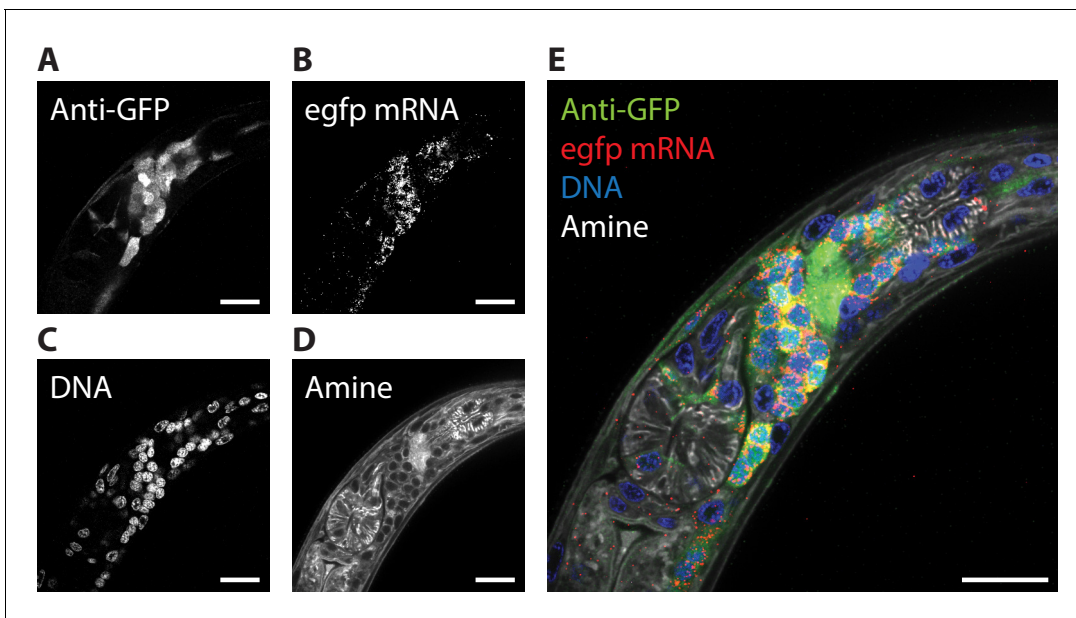 A
Anti-GFP
B
egfp mRNA
C
DNA
D
Amine
E
Anti-GFP
egfp mRNA
DNA
Amine